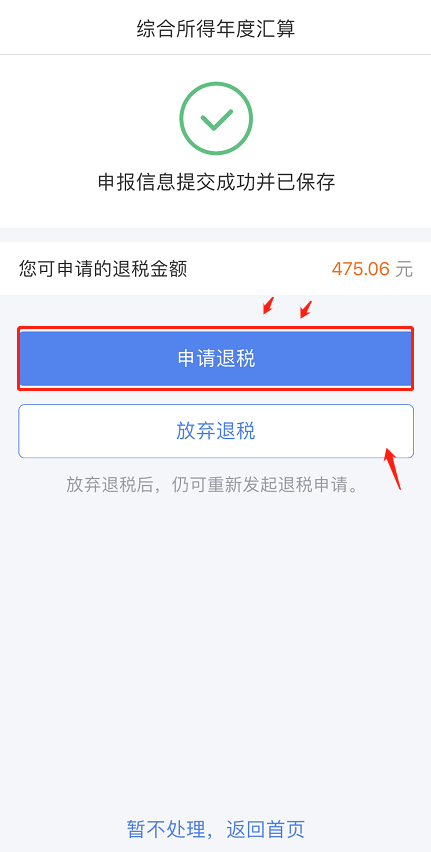 综合所得年度汇算
申报信息提交成功并已保存
您可申请的退税金额 475.06 元
申请退税
放弃退税
放弃退税后，仍可重新发起退税申请。
暂不处理，返回首页